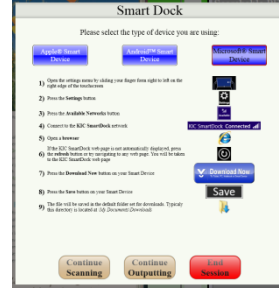 Smart Dock
Please select the type of device you are using:
Apple® Smart
Device
Android™ Smart
Device
Microsoft® Smart
Device
1) Open the settings menu by sliding your finger from right to left on the
right edge of the touchscreen
2) Press the Settings button
3) Press the Available Networks button
4) Connect to the KIC SmartDock network
KIC SmartDock Connected
5) Open a browser
6) If the KIC SmartDock web page is not automatically displayed, press
the refresh button or try navigating to any web page. You will be taken
to the KIC SmartDock web page
7) Press the Download Now button on your Smart Device
Download Now
8) Press the Save button on your Smart Device
Save
9) The file will be saved in the default folder set for downloads. Typically
this directory is located at My Documents\Downloads
Continue
Scanning
Continue
Outputting
End
Session